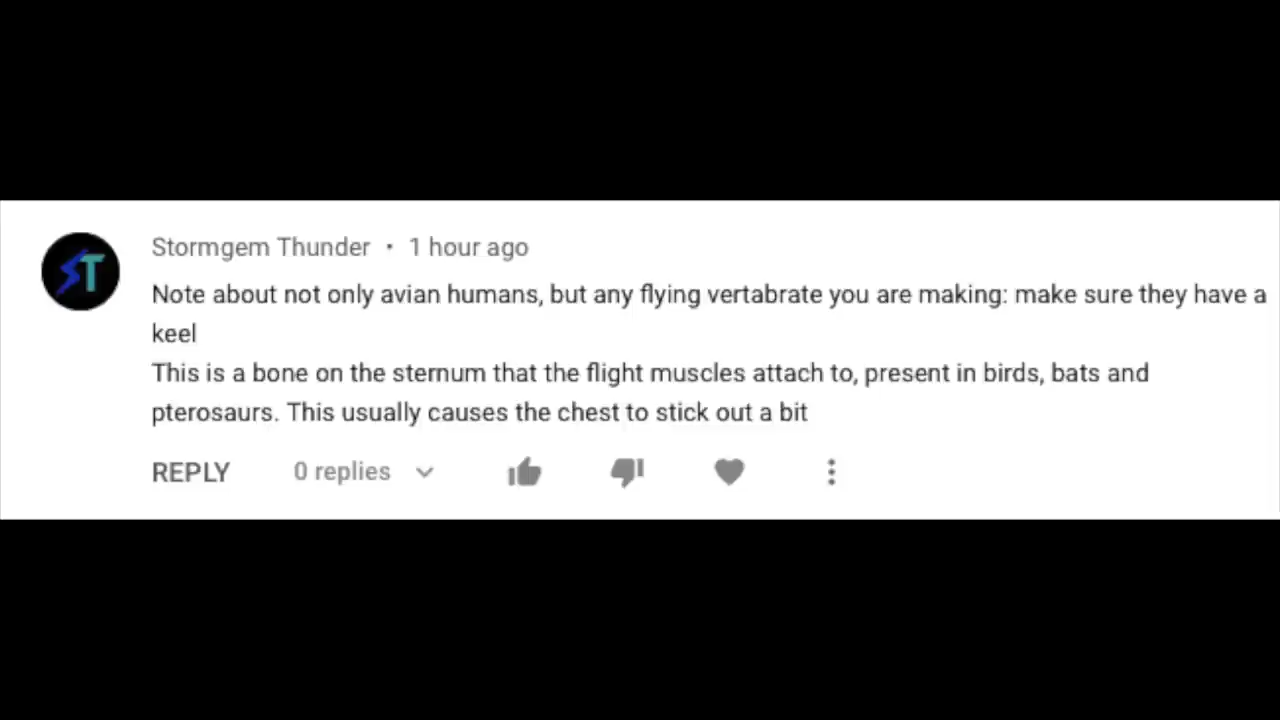 ST
Stormgem Thunder • 1 hour ago
Note about not only avian humans, but any flying vertabrate you are making: make sure they have a
keel
This is a bone on the sternum that the flight muscles attach to, present in birds, bats and
pterosaurs. This usually causes the chest to stick out a bit
REPLY 0 replies